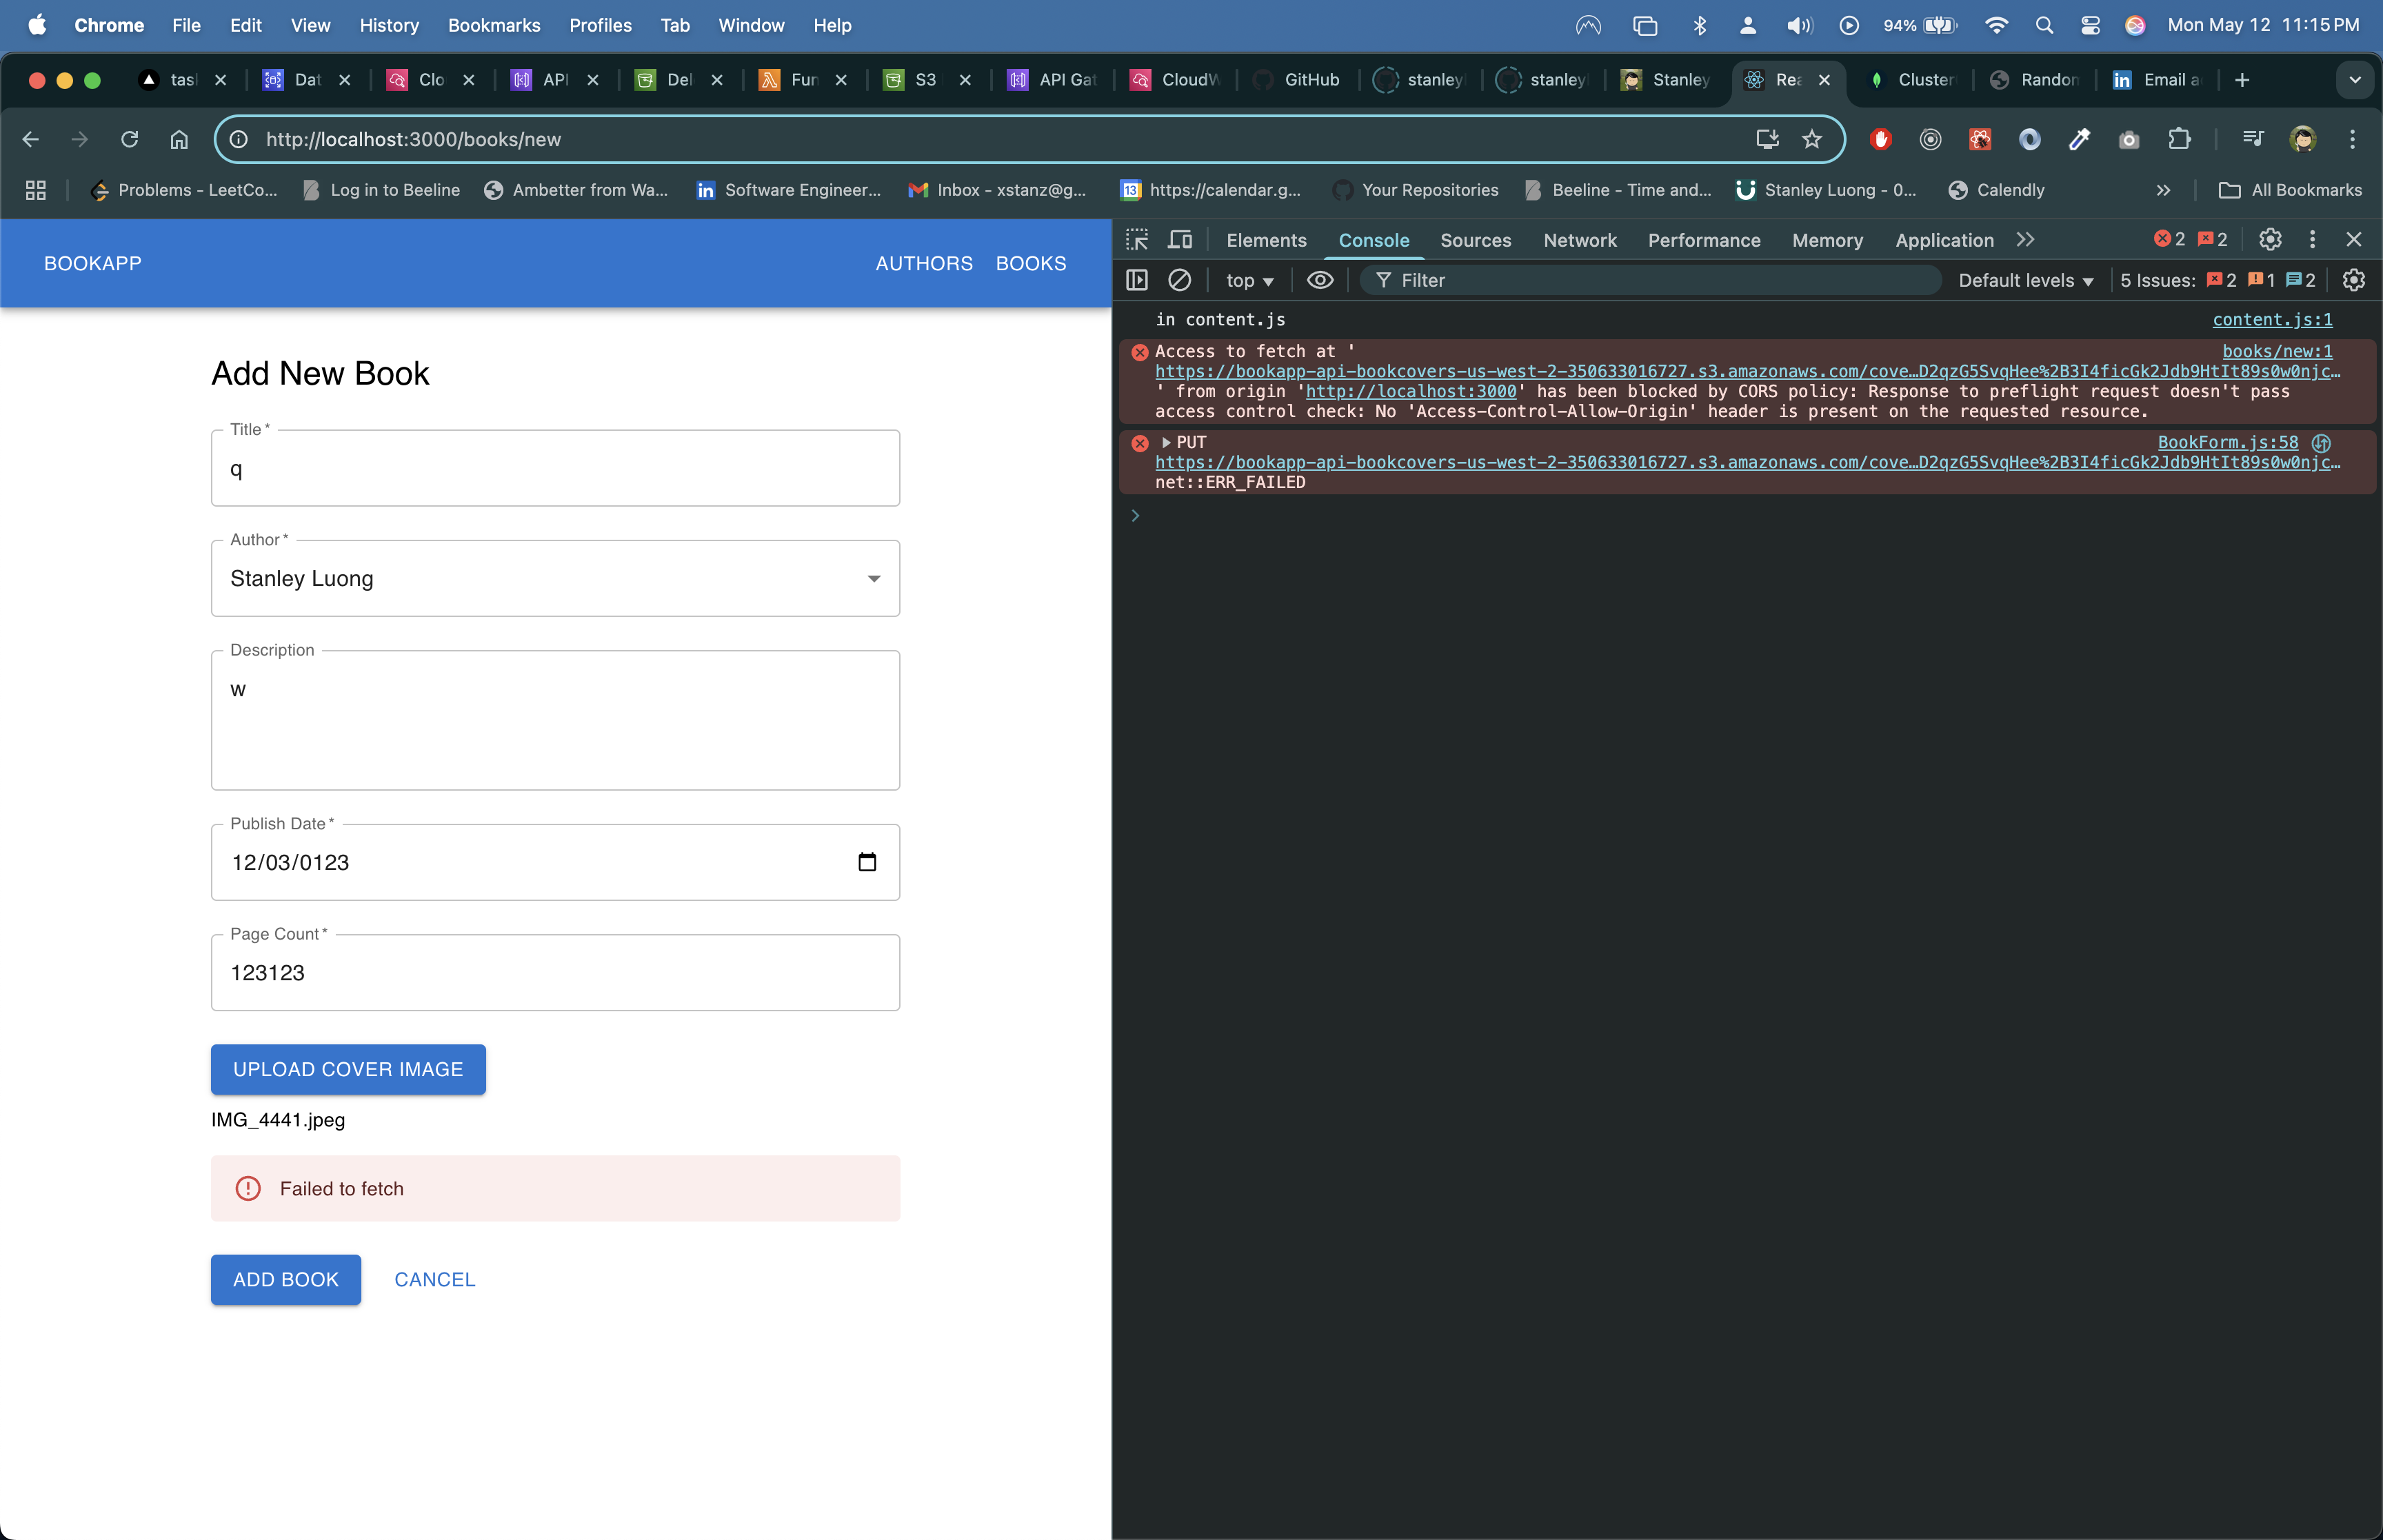 Chrome File Edit View History Bookmarks Profiles Tab Window Help 94% Mon May 12 11:15 PM
tas Dat Clo API Del Fun S3 API Gat CloudW GitHub stanley stanley Stanley Rea Cluster Random Email a
http://localhost:3000/books/new
Problems - LeetCo... Log in to Beeline Ambetter from Wa... Software Engineer... Inbox - xstanz@g... 13 https://calendar.g... Your Repositories Beeline - Time and... Stanley Luong - 0... Calendly All Bookmarks
BOOKAPP AUTHORS BOOKS
Add New Book
Title *
q
Author *
Stanley Luong
Description
w
Publish Date *
12/03/0123
Page Count *
123123
UPLOAD COVER IMAGE
IMG_4441.jpeg
Failed to fetch
ADD BOOK CANCEL
Elements Console Sources Network Performance Memory Application 2 2
top Filter Default levels 5 Issues: 2 1 2
in content.js content.js:1
Access to fetch at ' books/new:1
https://bookapp-api-bookcovers-us-west-2-350633016727.s3.amazonaws.com/cove…D2qzG5SvqHee%2B3I4ficGk2Jdb9HtIt89s0w0njc…
' from origin 'http://localhost:3000' has been blocked by CORS policy: Response to preflight request doesn't pass
access control check: No 'Access-Control-Allow-Origin' header is present on the requested resource.
PUT BookForm.js:58
https://bookapp-api-bookcovers-us-west-2-350633016727.s3.amazonaws.com/cove…D2qzG5SvqHee%2B3I4ficGk2Jdb9HtIt89s0w0njc…
net::ERR_FAILED